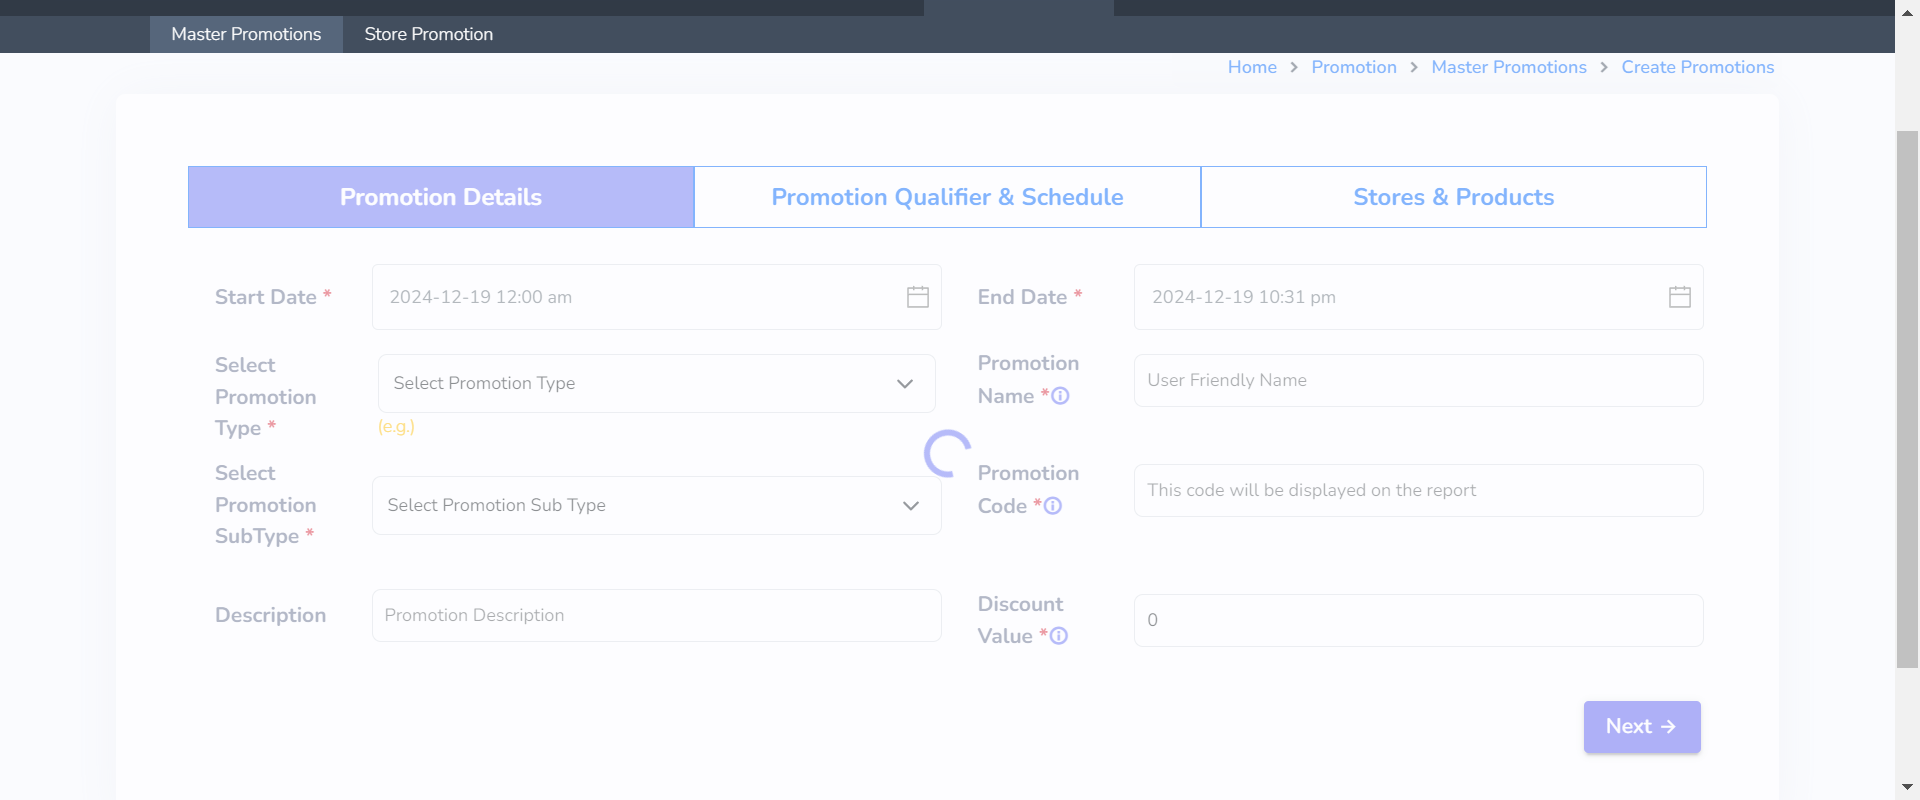 Master Promotions Store Promotion
Home > Promotion > Master Promotions > Create Promotions
Promotion Details Promotion Qualifier & Schedule Stores & Products
Start Date * 2024-12-19 12:00 am
End Date * 2024-12-19 10:31 pm
Select
Promotion
Type *
Select Promotion Type
(e.g.)
Promotion
Name *
User Friendly Name
Select
Promotion
SubType *
Select Promotion Sub Type
Promotion
Code *
This code will be displayed on the report
Description Promotion Description
Discount
Value *
0
Next →